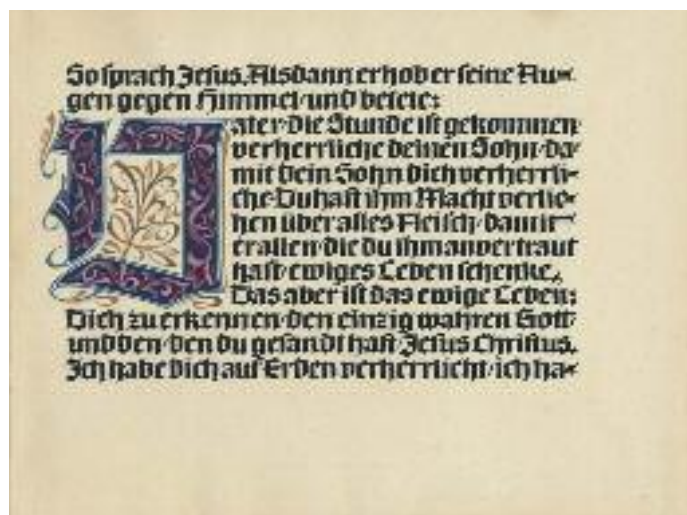 So sprach Jesus. Alsdann erhob er seine Au-
gen gegen Himmel und betete:
Vater die Stunde ist gekommen
verherrliche deinen Sohn da-
mit dein Sohn dich verherrli-
che. Du hast ihm Macht verlie-
hen über alles Fleisch damit
er allen die du ihm anvertraut
hast ewiges Leben schenke.
Das aber ist das ewige Leben:
Dich zu erkennen den einzig wahren Gott
und den den du gesandt hast Jesus Christus.
Ich habe dich auf Erden verherrlicht ich ha-